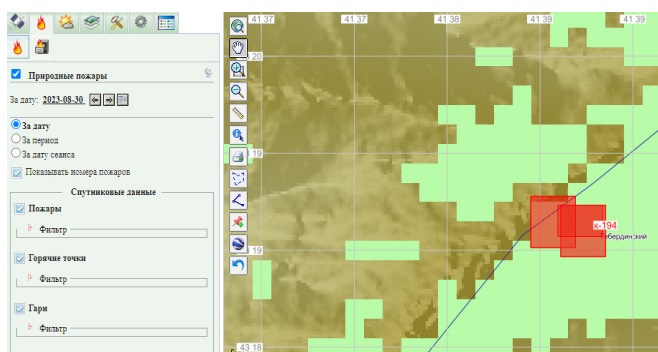 Природные пожары
За дату: 2023-08-30
За дату
За период
За дату сеанса
Показывать номера пожаров
Спутниковые данные
Пожары
Фильтр
Горячие точки
Фильтр
Гари
Фильтр
41 37
41 37
41 38
41 39
41 39
20
19
к-194
19
43 18